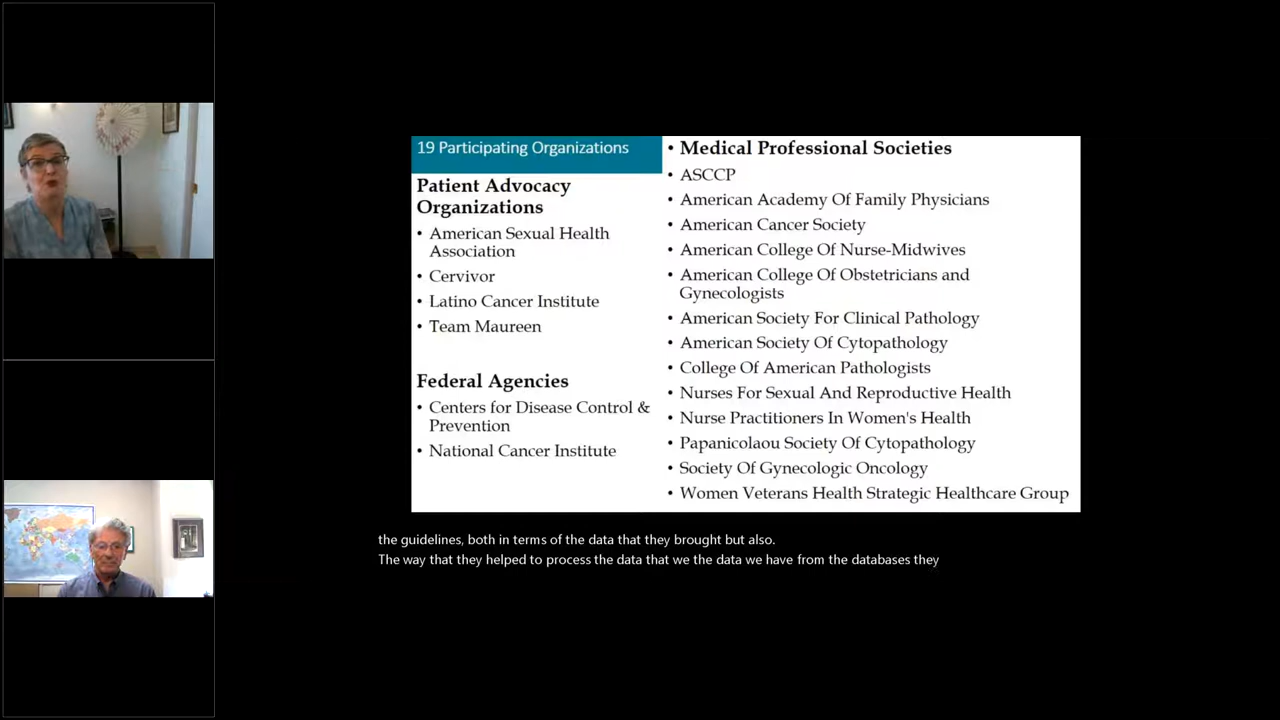 19 Participating Organizations
Patient Advocacy
Organizations
• American Sexual Health
Association
• Cervivor
• Latino Cancer Institute
• Team Maureen
Federal Agencies
• Centers for Disease Control &
Prevention
• National Cancer Institute
• Medical Professional Societies
• ASCCP
• American Academy Of Family Physicians
• American Cancer Society
• American College Of Nurse-Midwives
• American College Of Obstetricians and
Gynecologists
• American Society For Clinical Pathology
• American Society Of Cytopathology
• College Of American Pathologists
• Nurses For Sexual And Reproductive Health
• Nurse Practitioners In Women's Health
• Papanicolaou Society Of Cytopathology
• Society Of Gynecologic Oncology
• Women Veterans Health Strategic Healthcare Group
the guidelines, both in terms of the data that they brought but also.
The way that they helped to process the data that we the data we have from the databases they